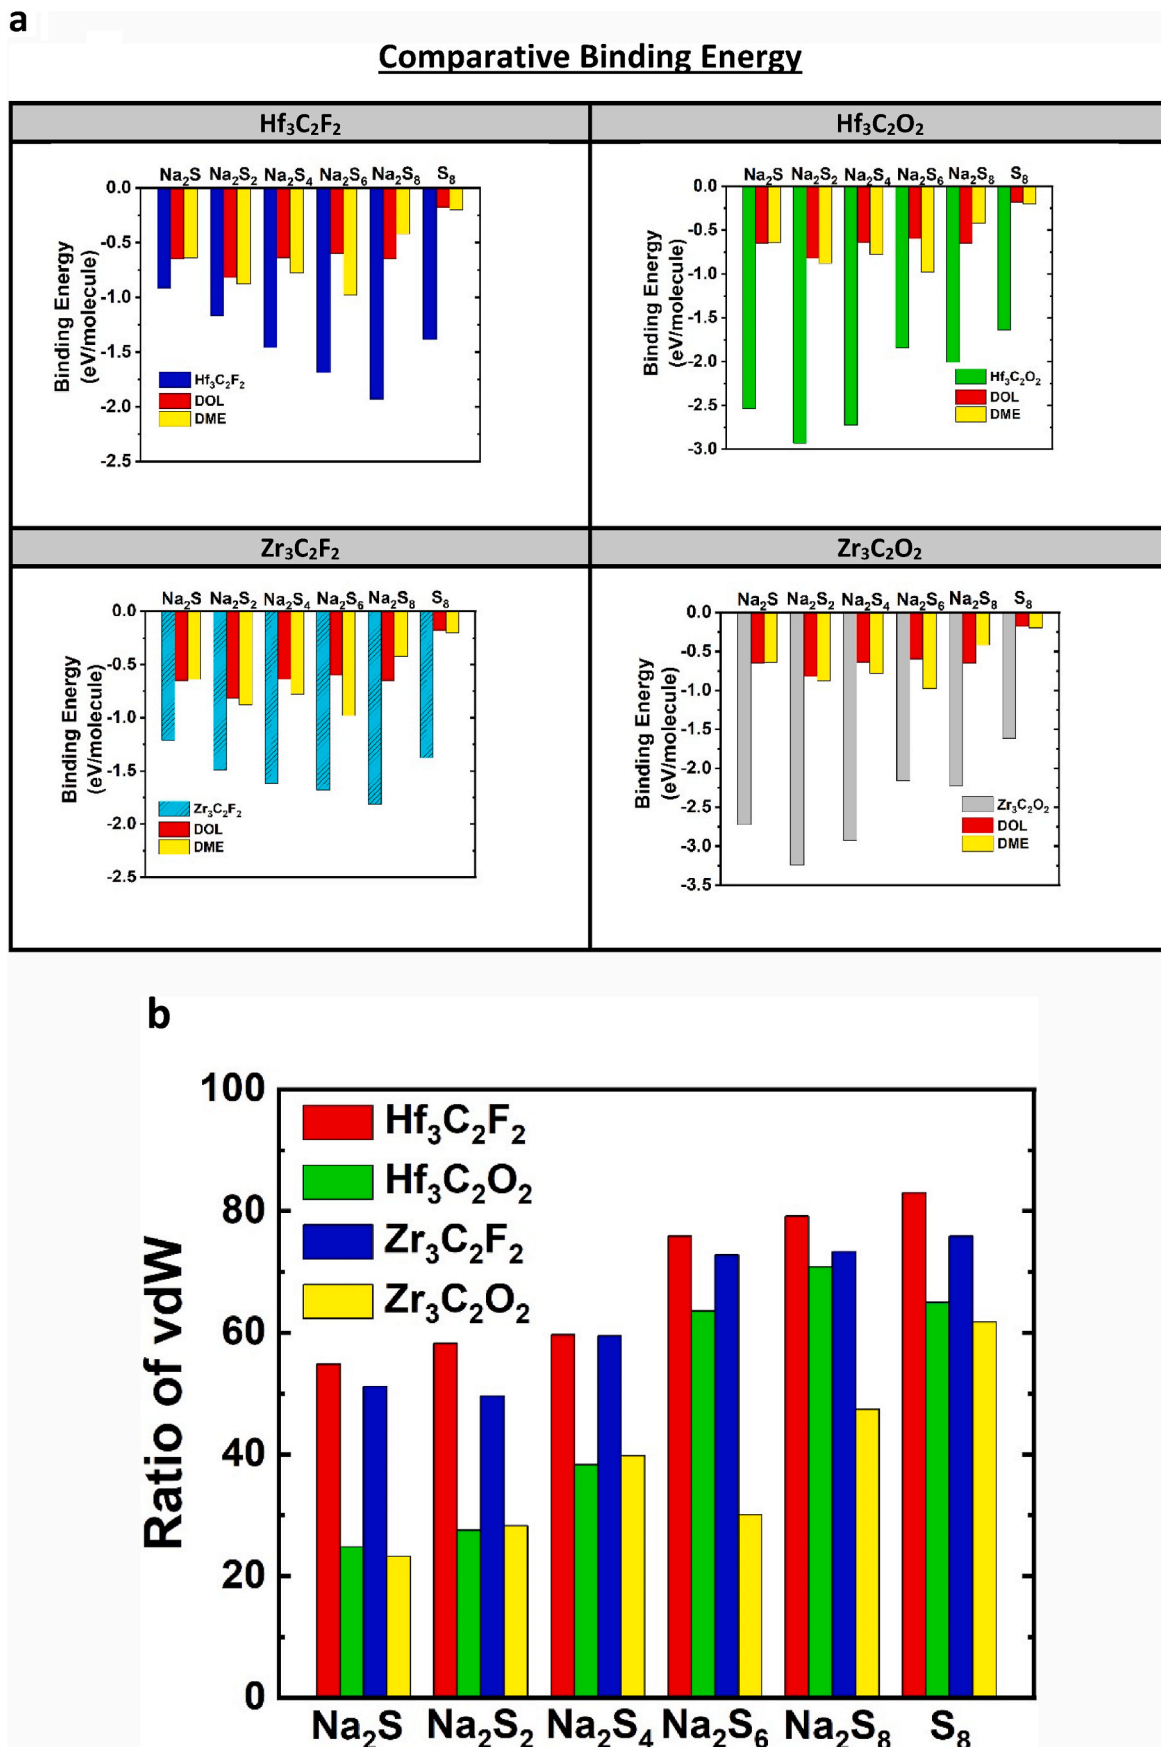 a
Comparative Binding Energy
Hf₃C₂F₂
Hf₃C₂O₂
Na₂S Na₂S₂ Na₂S₄ Na₂S₆ Na₂S₈ S₈
0.0
-0.5
-1.0
-1.5
-2.0
-2.5
Binding Energy
(eV/molecule)
Hf₃C₂F₂
DOL
DME
Na₂S Na₂S₂ Na₂S₄ Na₂S₆ Na₂S₈ S₈
0.0
-0.5
-1.0
-1.5
-2.0
-2.5
-3.0
Binding Energy
(eV/molecule)
Hf₃C₂O₂
DOL
DME
Zr₃C₂F₂
Zr₃C₂O₂
Na₂S Na₂S₂ Na₂S₄ Na₂S₆ Na₂S₈ S₈
0.0
-0.5
-1.0
-1.5
-2.0
-2.5
Binding Energy
(eV/molecule)
Zr₃C₂F₂
DOL
DME
Na₂S Na₂S₂ Na₂S₄ Na₂S₆ Na₂S₈ S₈
0.0
-0.5
-1.0
-1.5
-2.0
-2.5
-3.0
-3.5
Binding Energy
(eV/molecule)
Zr₃C₂O₂
DOL
DME
b
100
80
60
40
20
0
Ratio of vdW
Hf₃C₂F₂
Hf₃C₂O₂
Zr₃C₂F₂
Zr₃C₂O₂
Na₂S Na₂S₂ Na₂S₄ Na₂S₆ Na₂S₈ S₈